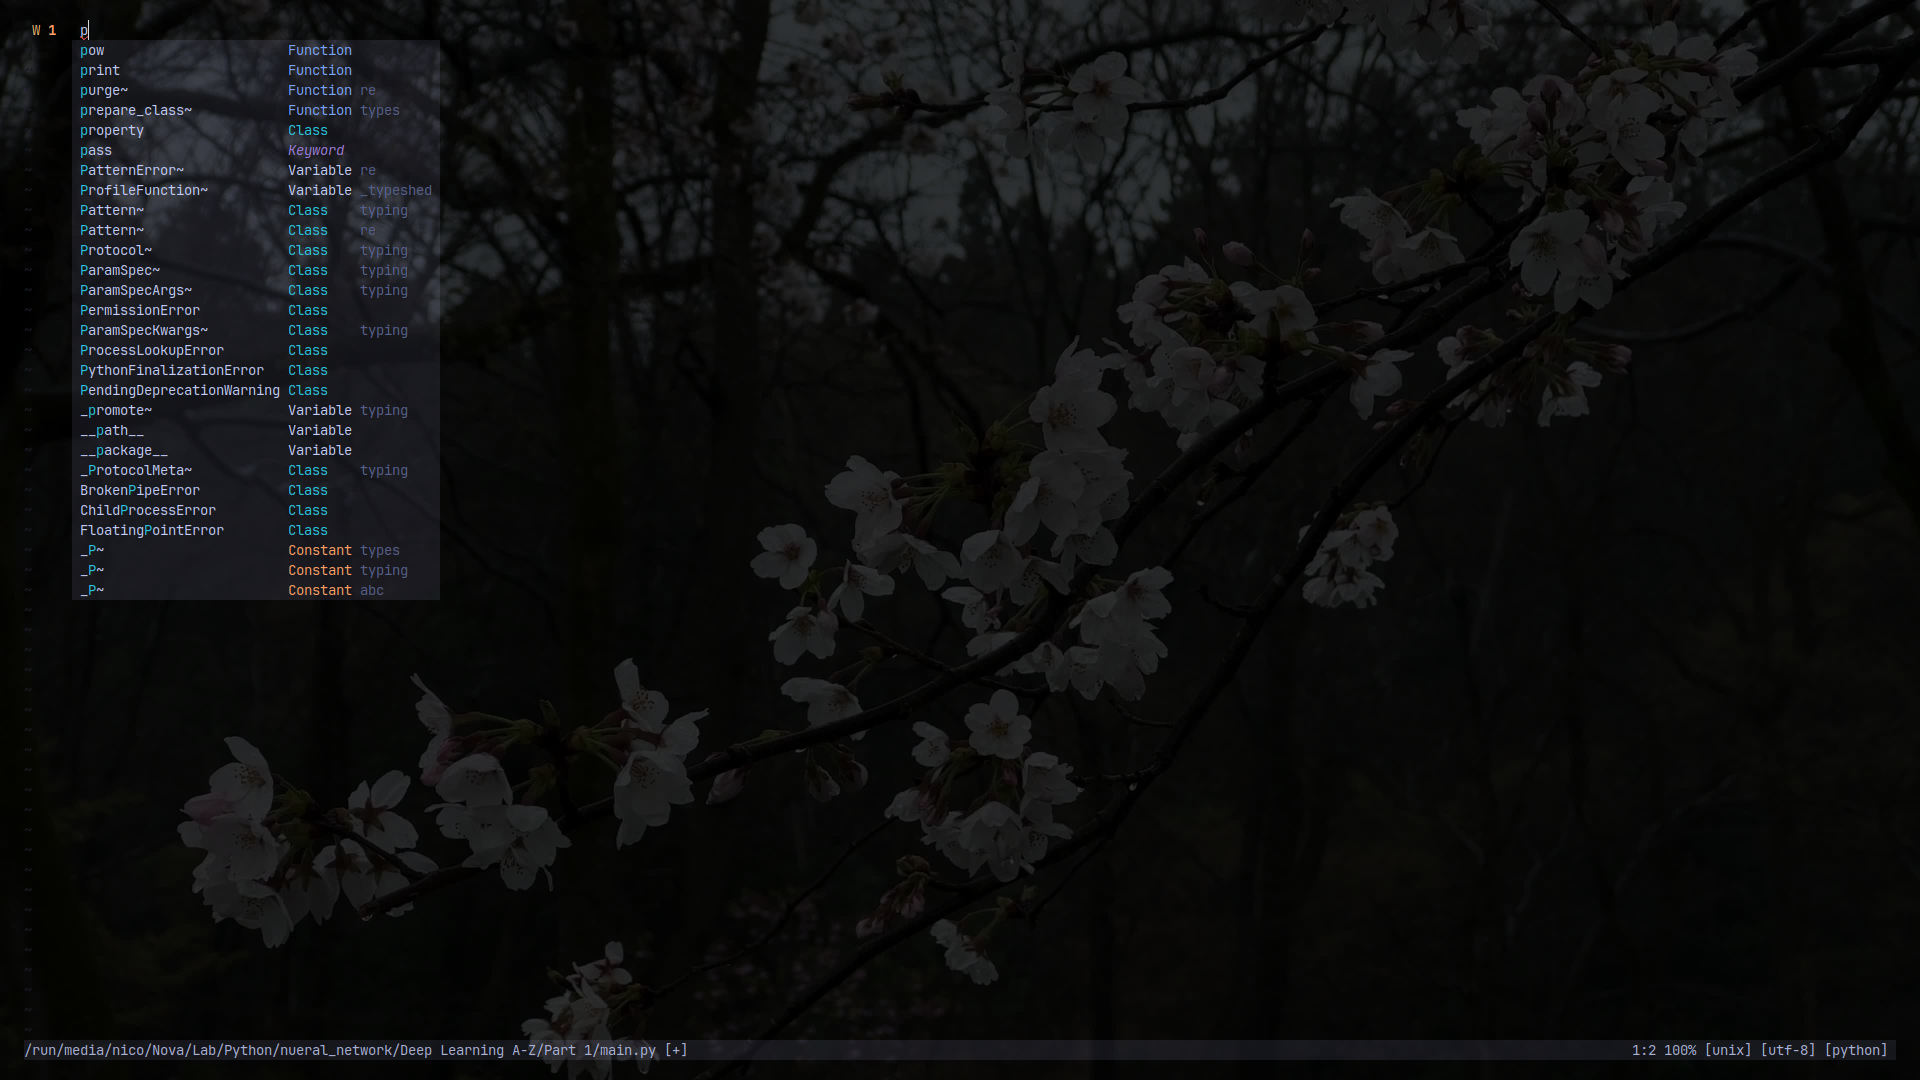 W 1 p
pow Function
print Function
purge~ Function re
prepare_class~ Function types
property Class
pass Keyword
PatternError~ Variable re
ProfileFunction~ Variable _typeshed
Pattern~ Class typing
Pattern~ Class re
Protocol~ Class typing
ParamSpec~ Class typing
ParamSpecArgs~ Class typing
PermissionError Class
ParamSpecKwargs~ Class typing
ProcessLookupError Class
PythonFinalizationError Class
PendingDeprecationWarning Class
_promote~ Variable typing
__path__ Variable
__package__ Variable
_ProtocolMeta~ Class typing
BrokenPipeError Class
ChildProcessError Class
FloatingPointError Class
_P~ Constant types
_P~ Constant typing
_P~ Constant abc
/run/media/nico/Nova/Lab/Python/nueral_network/Deep Learning A-Z/Part 1/main.py [+] 1:2 100% [unix] [utf-8] [python]